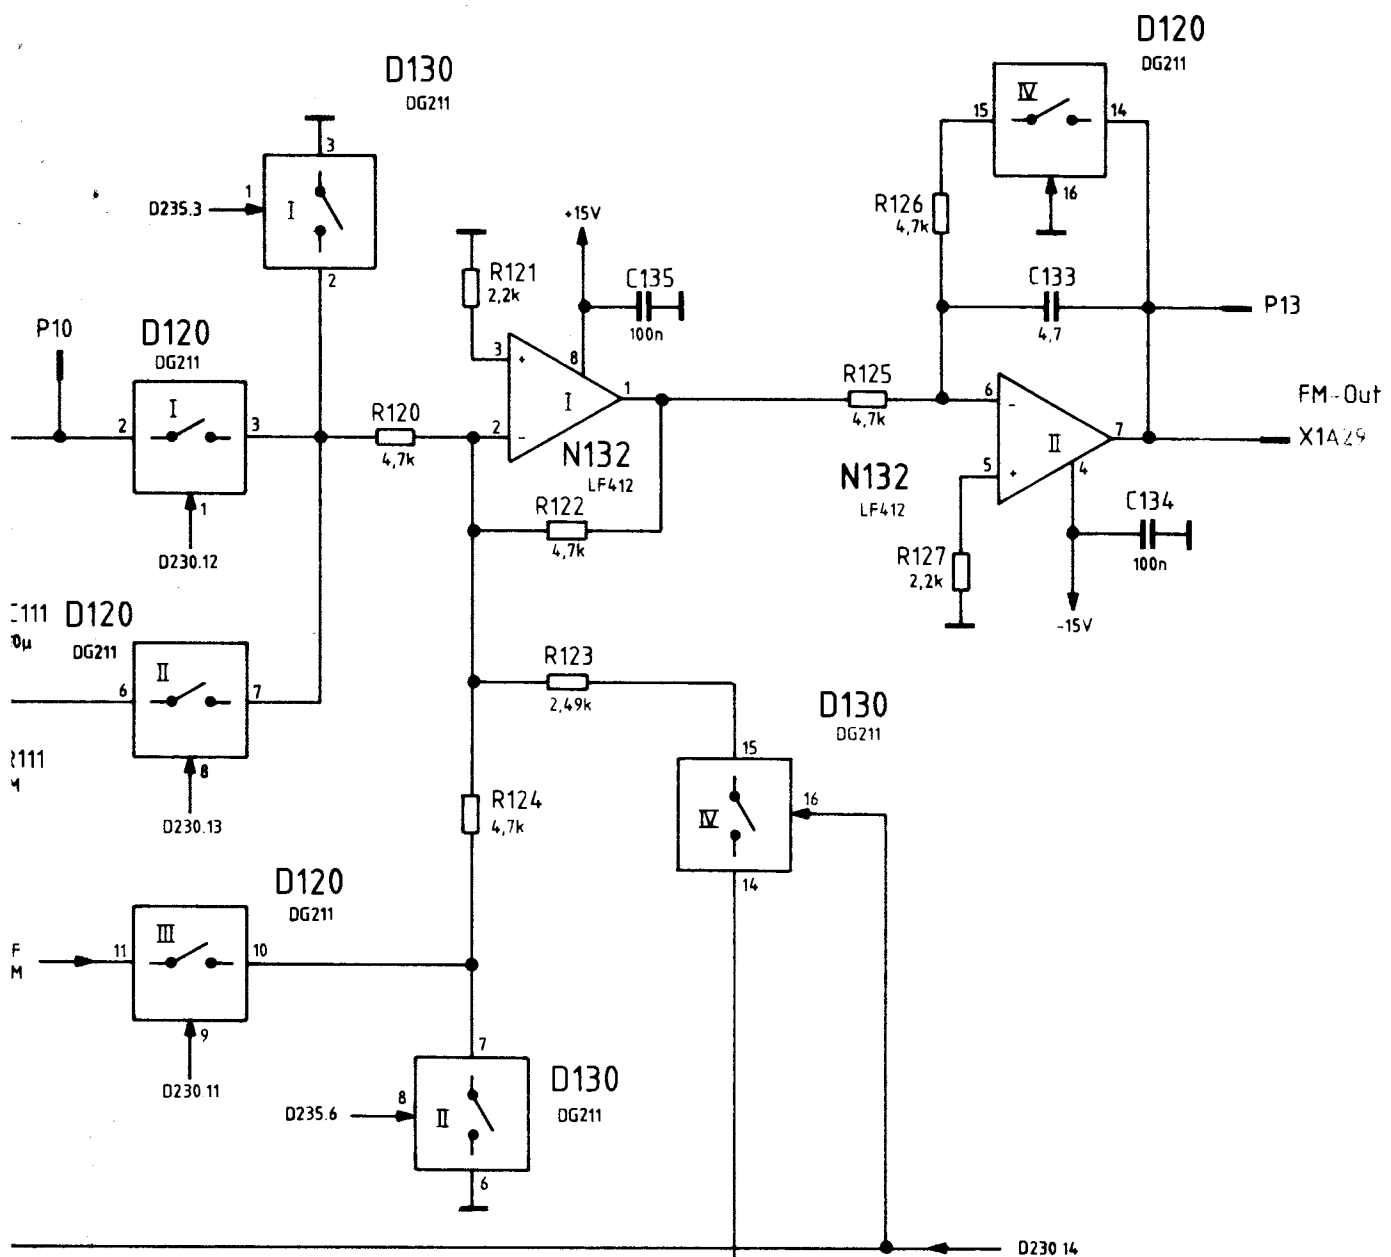 D120
DG211
D130
DG211
IV
15
14
16
3
1
D235.3
I
2
R126
4,7k
+15V
R121
2,2k
C135
100n
C133
4,7
P13
P10
D120
DG211
I
2
3
1
D230.12
R120
4,7k
3
+
8
1
I
2
-
N132
LF412
R125
4,7k
6
-
7
II
5
+
4
FM-Out
X1A29
N132
LF412
R122
4,7k
C134
100n
R127
2,2k
-15V
C111
0µ
D120
DG211
II
6
7
8
D230.13
R111
M
R123
2,49k
D130
DG211
15
16
IV
14
R124
4,7k
D120
DG211
F
M
III
11
10
9
D230.11
7
D130
DG211
8
D235.6
II
6
D230 14